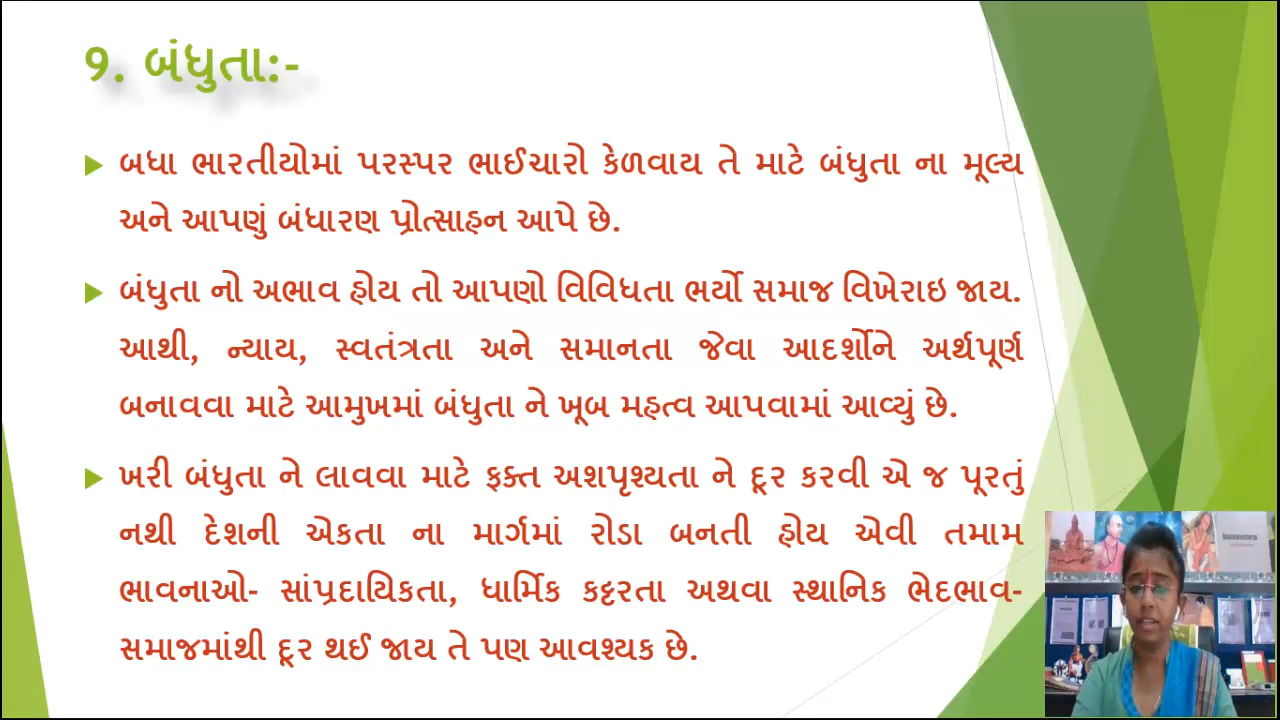 ૧. બંધુતા:-
બધા ભારતીયોમાં પરસ્પર ભાઈચારો કેળવાય તે માટે બંધુતા ના મૂલ્ય
અને આપણું બંધારણ પ્રોત્સાહન આપે છે.
બંધુતા નો અભાવ હોય તો આપણો વિવિધતા ભર્યો સમાજ વિખેરાઇ જાય.
આથી, ન્યાય, સ્વતંત્રતા અને સમાનતા જેવા આદર્શોને અર્થપૂર્ણ
બનાવવા માટે આમુખમાં બંધુતા ને ખૂબ મહત્વ આપવામાં આવ્યું છે.
ખરી બંધુતા ને લાવવા માટે ફક્ત અશપૃશ્યતા ને દૂર કરવી એ જ પૂરતું
નથી દેશની એકતા ના માર્ગમાં રોડા બનતી હોય એવી તમામ
ભાવનાઓ- સાંપ્રદાયિકતા, ધાર્મિક કટ્ટરતા અથવા સ્થાનિક ભેદભાવ-
સમાજમાંથી દૂર થઈ જાય તે પણ આવશ્યક છે.